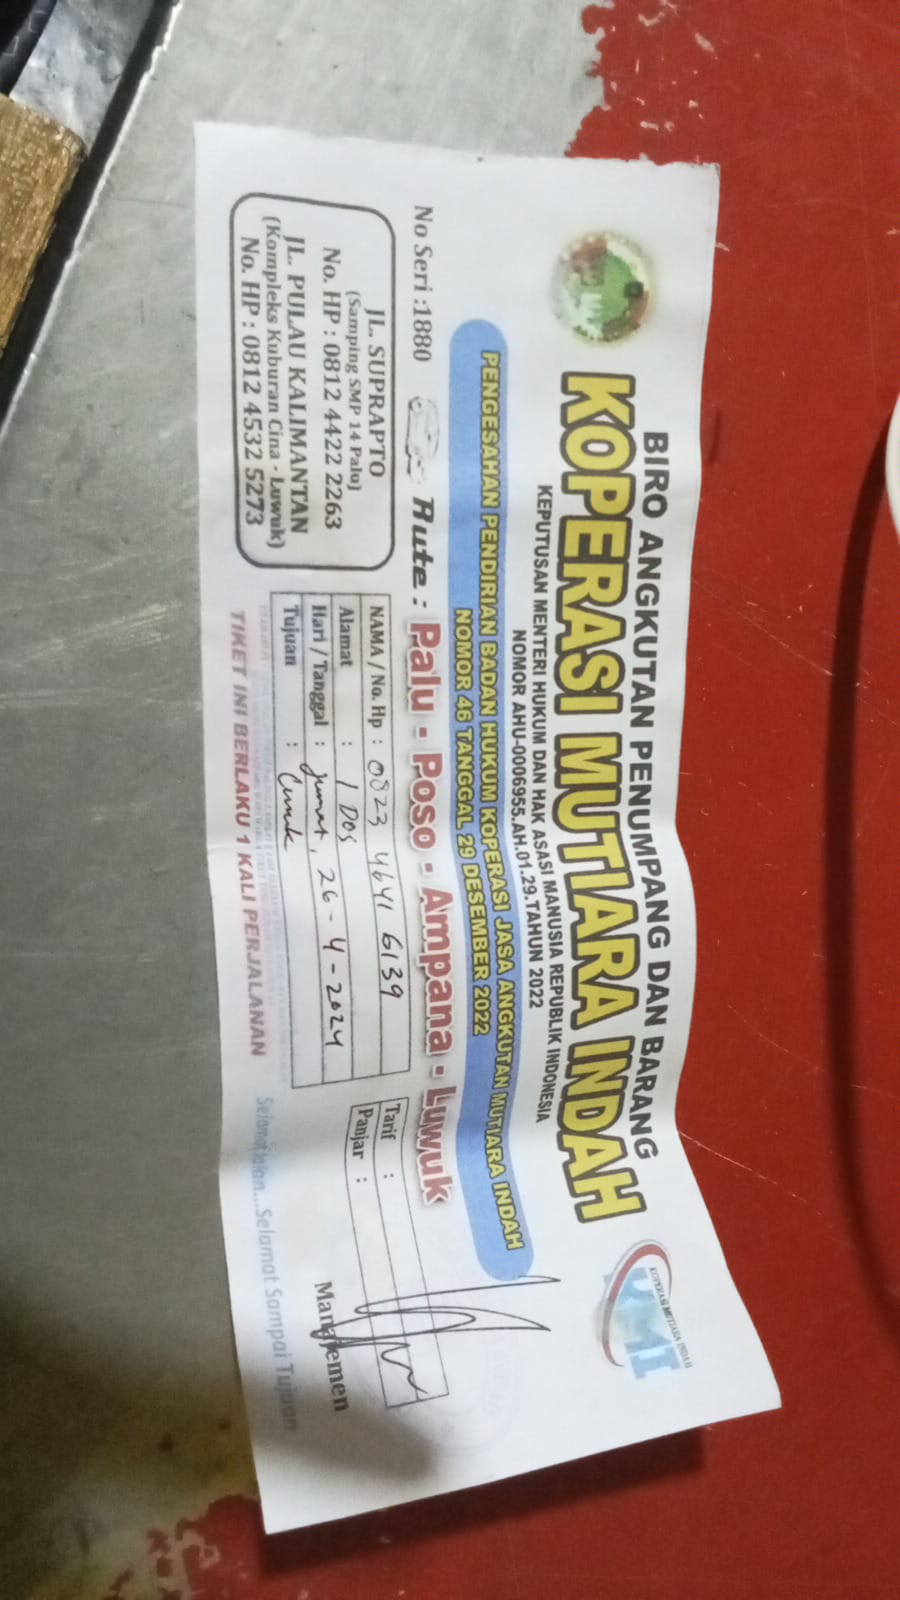 BIRO ANGKUTAN PENUMPANG DAN BARANG
KOPERASI MUTIARA INDAH
KEPUTUSAN MENTERI HUKUM DAN HAK ASASI MANUSIA REPUBLIK INDONESIA
NOMOR AHU-0006955.AH.01.29.TAHUN 2022
PENGESAHAN PENDIRIAN BADAN HUKUM KOPERASI JASA ANGKUTAN MUTIARA INDAH
NOMOR 46 TANGGAL 29 DESEMBER 2022
KOPERASI MUTIARA INDAH
KMI
No Seri :1880
Rute : Palu - Poso - Ampana - Luwuk
JL. SUPRAPTO
(Samping SMP 14 Palu)
No. HP : 0812 4422 2263
JL. PULAU KALIMANTAN
(Kompleks Kuburan Cina - Luwuk)
No. HP : 0812 4532 5273
NAMA / No. Hp : 0823 4641 6139
Alamat : 1 Dos
Hari / Tanggal : Jumat, 26-4-2024
Tujuan :
Tarif :
Panjar :
Manajemen
TIKET INI BERLAKU 1 KALI PERJALANAN
Selamat Jalan...Selamat Sampai Tujuan